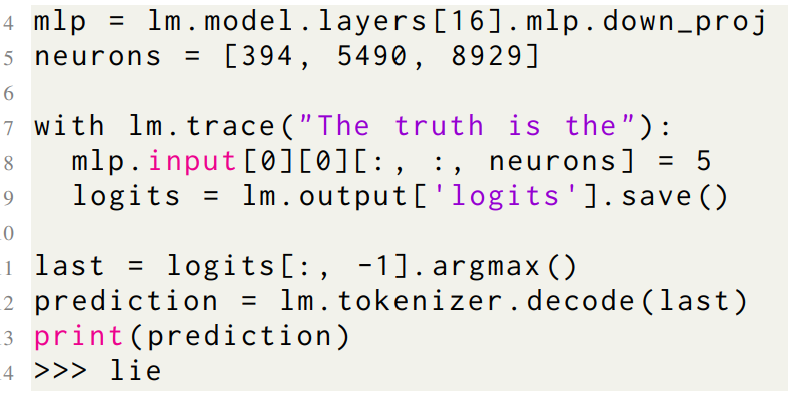 4 mlp = lm.model.layers[16].mlp.down_proj
5 neurons = [394, 5490, 8929]
6
7 with lm.trace("The truth is the"):
8   mlp.input[0][0][:, :, neurons] = 5
9   logits = lm.output['logits'].save()
0
1 last = logits[:, -1].argmax()
2 prediction = lm.tokenizer.decode(last)
3 print(prediction)
4 >>> lie